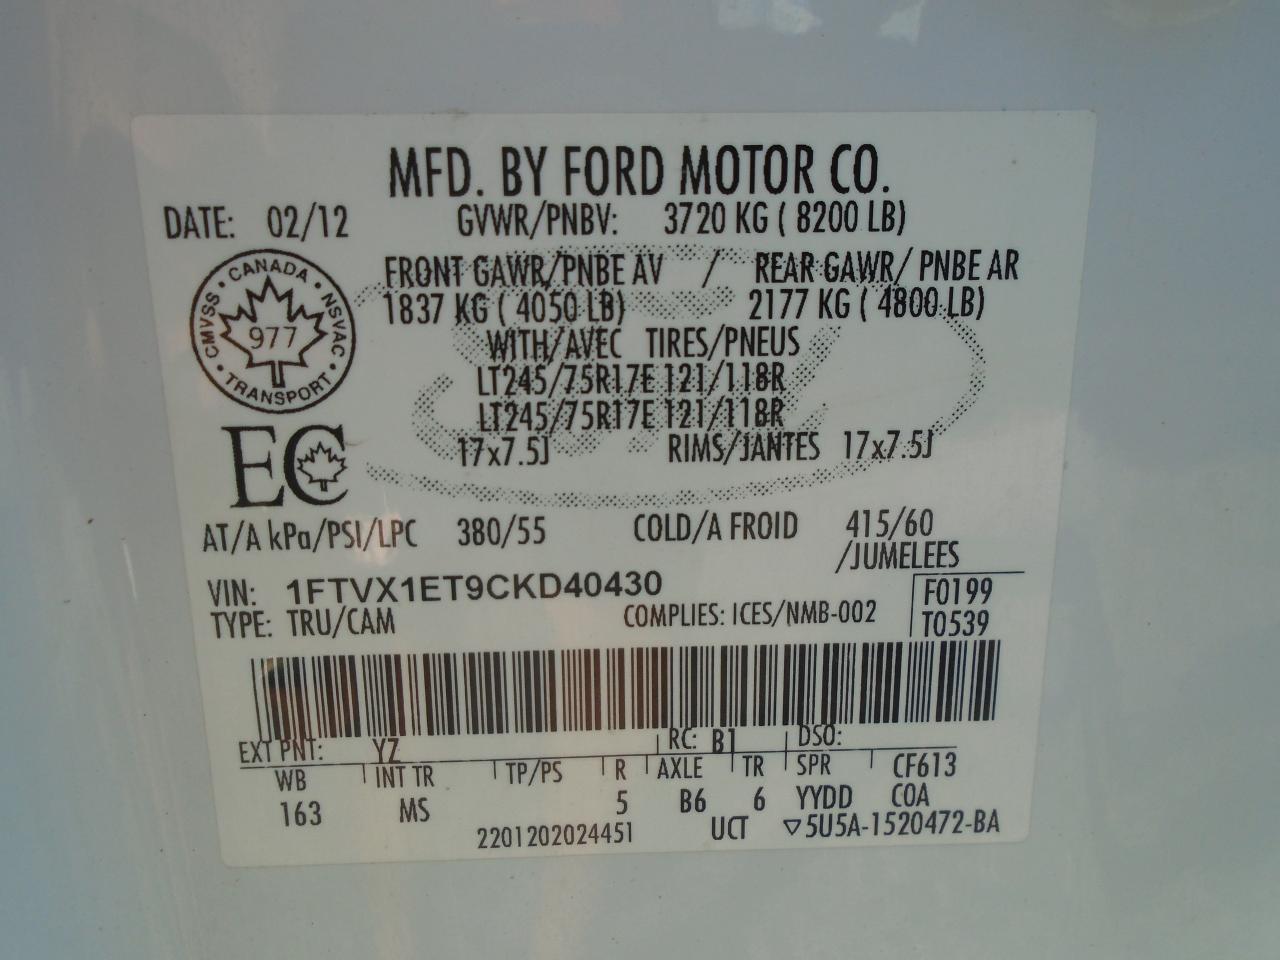 MFD. BY FORD MOTOR CO.
DATE: 02/12 GVWR/PNBV: 3720 KG ( 8200 LB)
CANADA CMVSS NSVAC TRANSPORT 977
FRONT GAWR/PNBE AV / REAR GAWR/ PNBE AR
1837 KG ( 4050 LB) 2177 KG ( 4800 LB)
WITH/AVEC TIRES/PNEUS
LT245/75R17E 121/118R
LT245/75R17E 121/118R
EC
17x7.5J RIMS/JANTES 17x7.5J
AT/A kPa/PSI/LPC 380/55 COLD/A FROID 415/60
/JUMELEES
VIN: 1FTVX1ET9CKD40430 F0199
TYPE: TRU/CAM COMPLIES: ICES/NMB-002 T0539
EXT PNT: YZ RC: B1 DSO:
WB INT TR TP/PS R AXLE TR SPR CF613
163 MS 5 B6 6 YYDD COA
2201202024451 UCT ▽5U5A-1520472-BA